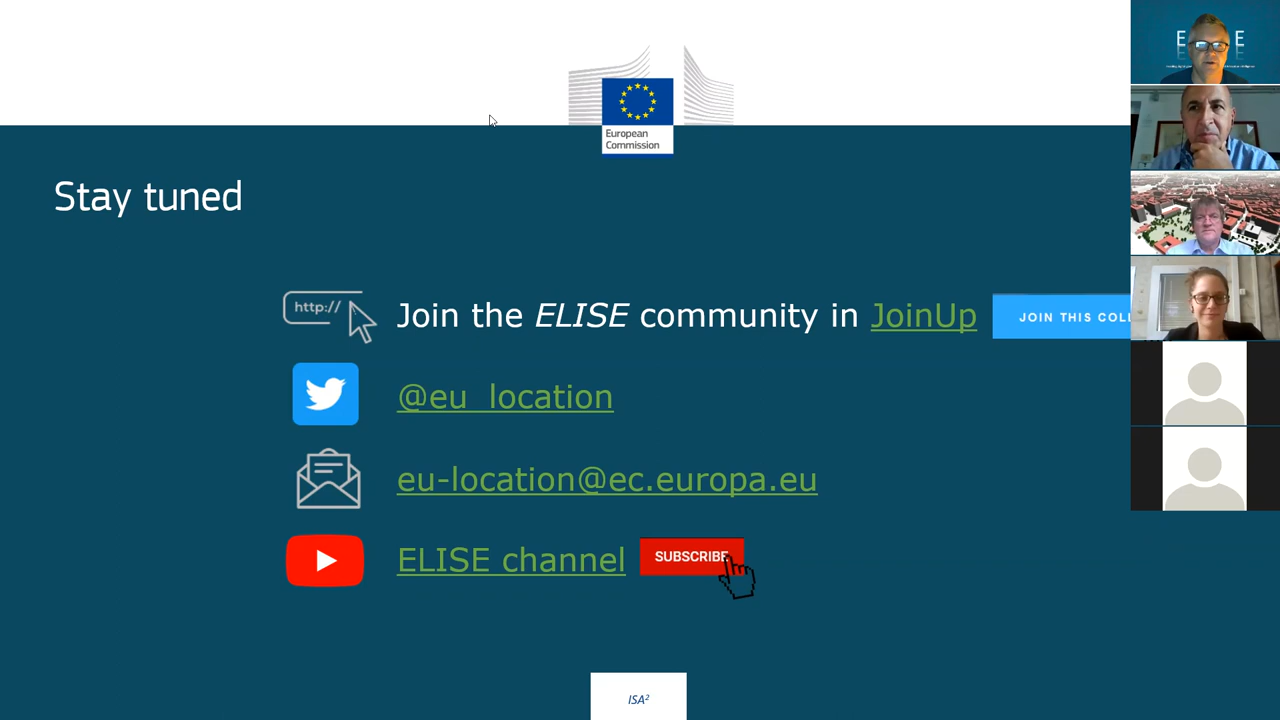 European
Commission
Stay tuned
http://
Join the ELISE community in JoinUp
JOIN THIS COLL
@eu_location
eu-location@ec.europa.eu
ELISE channel
SUBSCRIBE
ISA²
E E